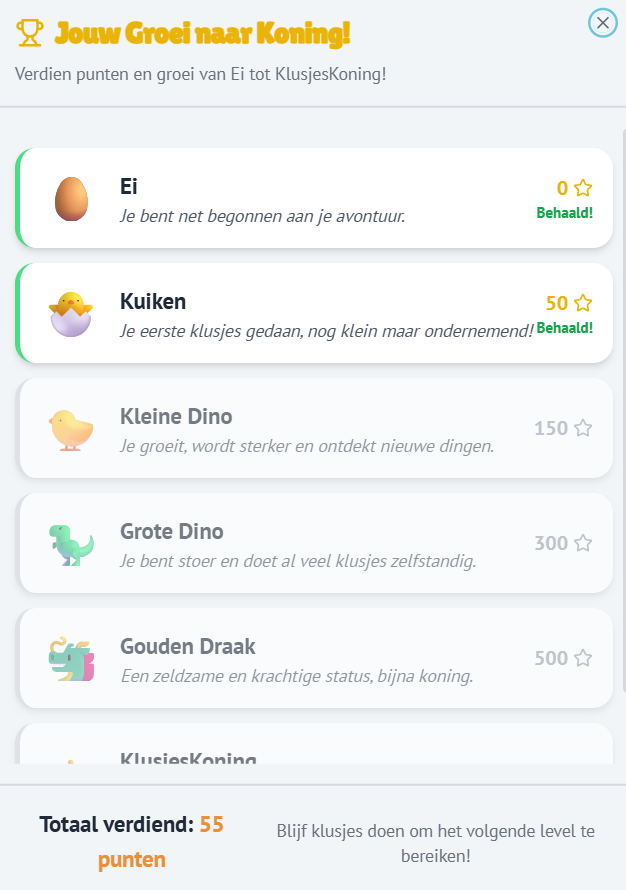 Jouw Groei naar Koning!
Verdien punten en groei van Ei tot KlusjesKoning!
Ei
Je bent net begonnen aan je avontuur.
0
Behaald!
Kuiken
Je eerste klusjes gedaan, nog klein maar ondernemend!
50
Behaald!
Kleine Dino
Je groeit, wordt sterker en ontdekt nieuwe dingen.
150
Grote Dino
Je bent stoer en doet al veel klusjes zelfstandig.
300
Gouden Draak
Een zeldzame en krachtige status, bijna koning.
500
KlusjesKoning
Totaal verdiend: 55
punten
Blijf klusjes doen om het volgende level te
bereiken!